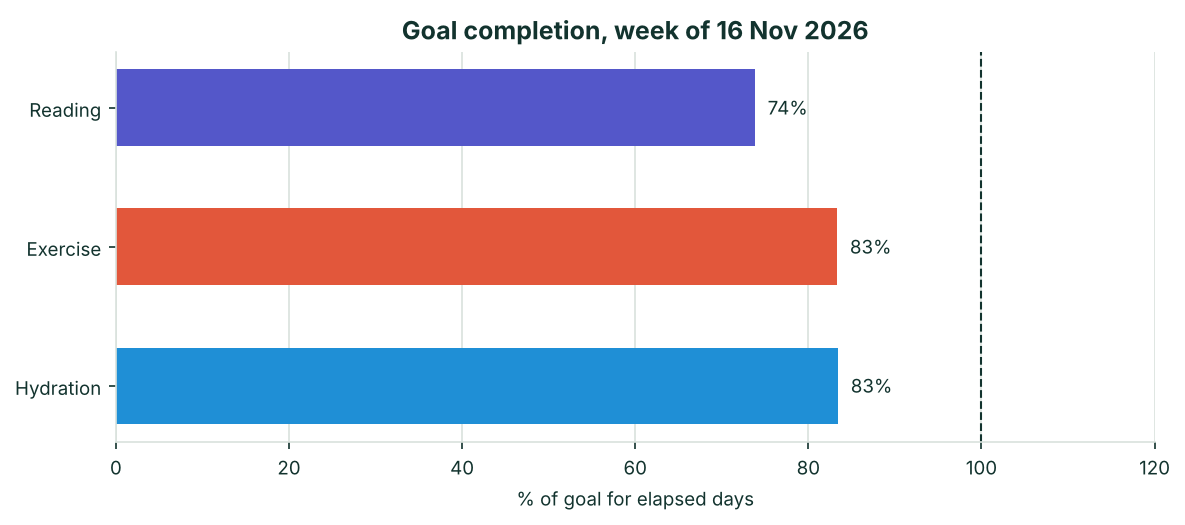 Goal completion, week of 16 Nov 2026
Reading
74%
Exercise
83%
Hydration
83%
0 20 40 60 80 100 120
% of goal for elapsed days